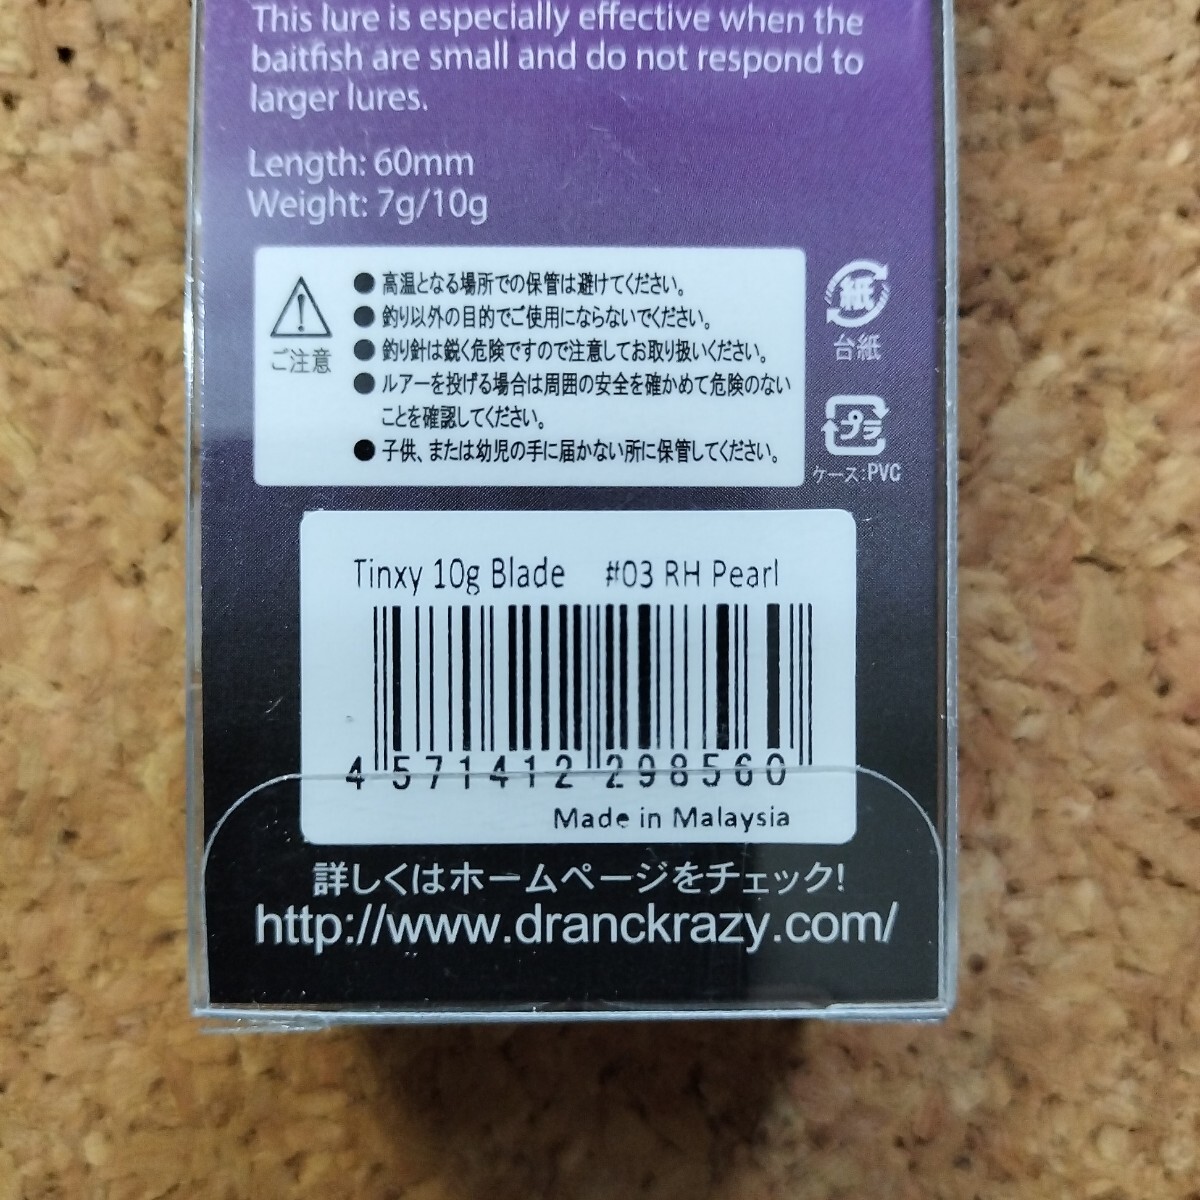 This lure is especially effective when the
baitfish are small and do not respond to
larger lures.
Length: 60mm
Weight: 7g/10g
ご注意
● 高温となる場所での保管は避けてください。
● 釣り以外の目的でご使用にならないでください。
● 釣り針は鋭く危険ですので注意してお取り扱いください。
● ルアーを投げる場合は周囲の安全を確かめて危険のない
ことを確認してください。
● 子供、または幼児の手に届かない所に保管してください。
紙
台紙
プラ
ケース:PVC
Tinxy 10g Blade #03 RH Pearl
4 571412 298560
Made in Malaysia
詳しくはホームページをチェック!
http://www.dranckrazy.com/